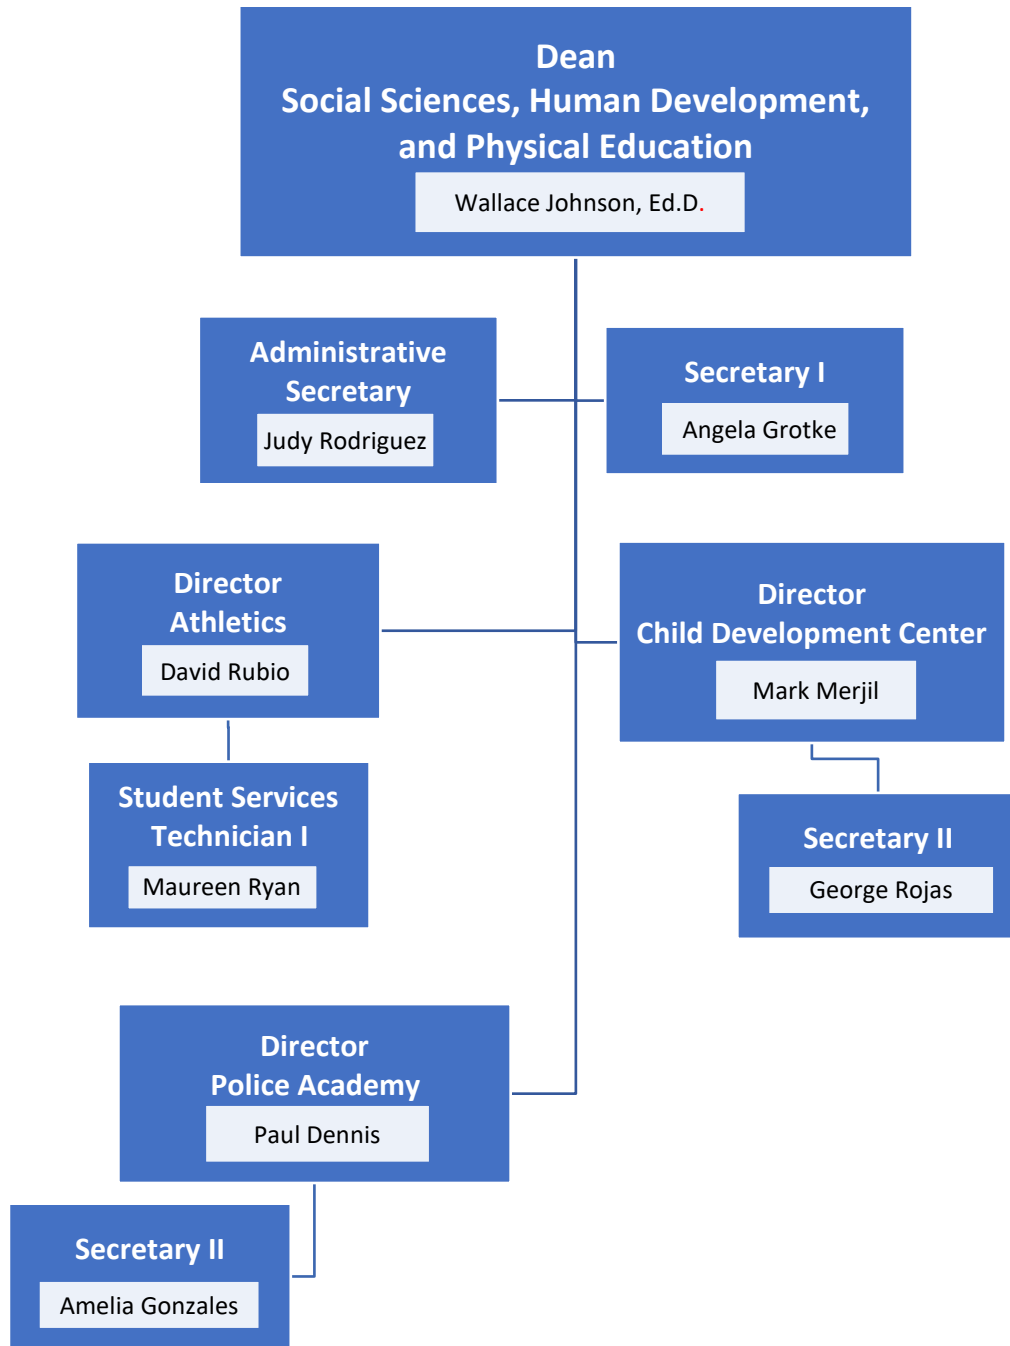 Dean
Social Sciences, Human Development,
and Physical Education
Wallace Johnson, Ed.D.
Administrative
Secretary
Judy Rodriguez
Secretary I
Angela Grotke
Director
Athletics
David Rubio
Director
Child Development Center
Mark Merjil
Student Services
Technician I
Maureen Ryan
Secretary II
George Rojas
Director
Police Academy
Paul Dennis
Secretary II
Amelia Gonzales